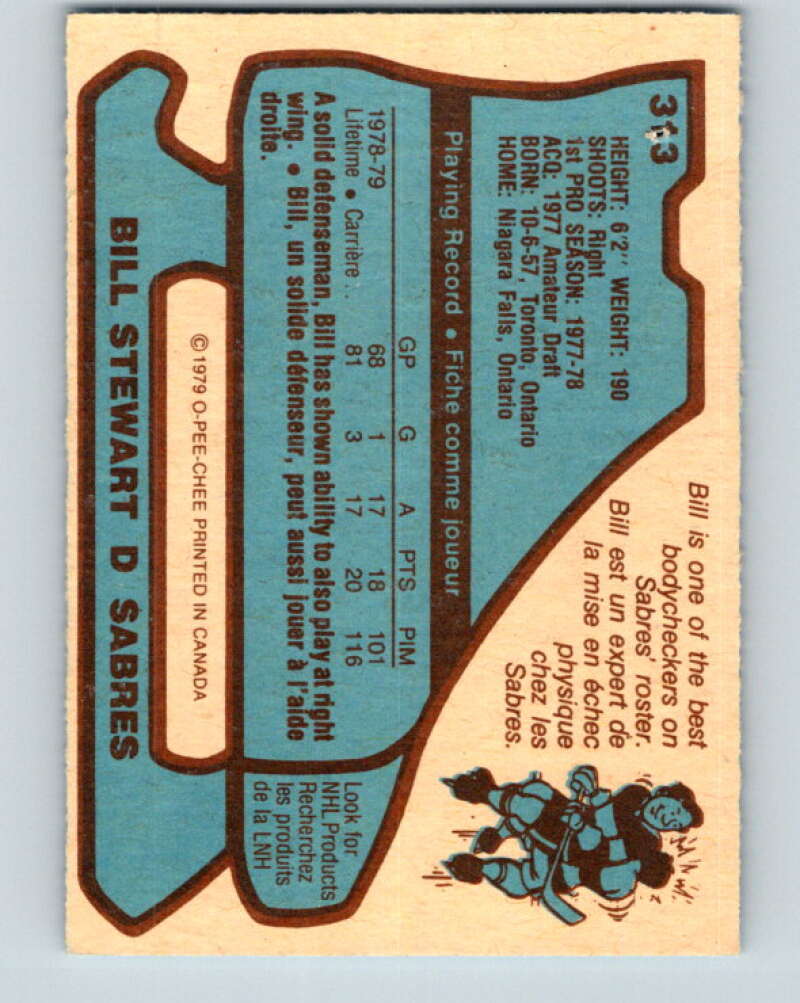 313
HEIGHT: 6'2" WEIGHT: 190
SHOOTS: Right
1st PRO SEASON: 1977-78
ACQ: 1977 Amateur Draft
BORN: 10-6-57, Toronto, Ontario
HOME: Niagara Falls, Ontario
Bill is one of the best
bodycheckers on
Sabres' roster.
Bill est un expert de
la mise en échec
physique
chez les
Sabres.
Playing Record • Fiche comme joueur
GP G A PTS PIM
1978-79 68 1 17 18 101
Lifetime • Carrière .. 81 3 17 20 116
A solid defenseman, Bill has shown ability to also play at right
wing. • Bill, un solide défenseur, peut aussi jouer à l'aide
droite.
Look for
NHL Products
Recherchez
les produits
de la LNH
© 1979 O-PEE-CHEE PRINTED IN CANADA
BILL STEWART D SABRES